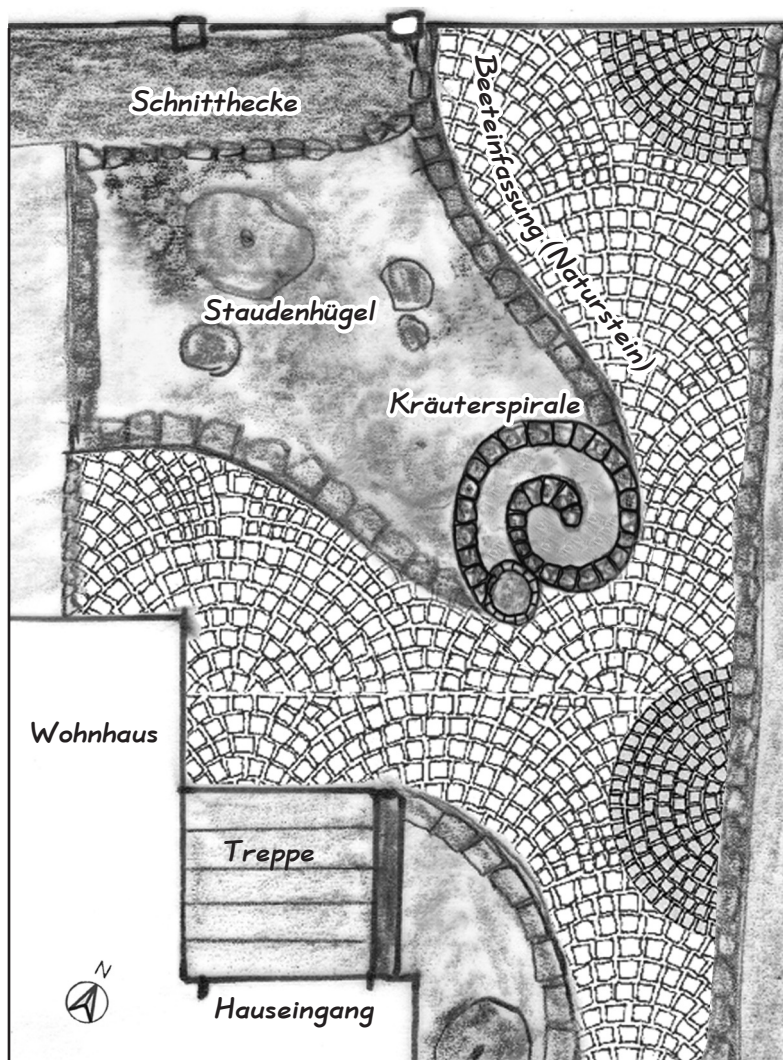 Schnitthecke
Beeteinfassung (Naturstein)
Staudenhügel
Kräuterspirale
Wohnhaus
Treppe
N
Hauseingang